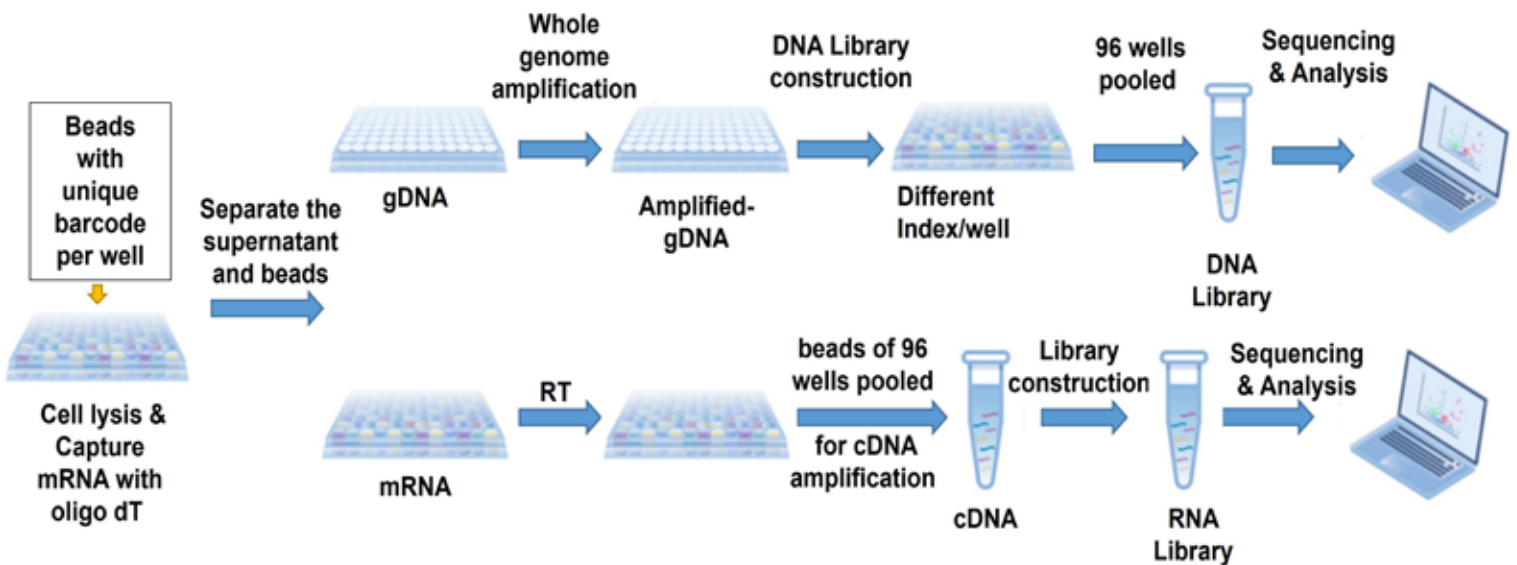 Beads
with
unique
barcode
per well
Cell lysis &
Capture
mRNA with
oligo dT
Separate the
supernatant
and beads
gDNA
Whole
genome
amplification
Amplified-
gDNA
DNA Library
construction
Different
Index/well
96 wells
pooled
DNA
Library
Sequencing
& Analysis
mRNA
RT
beads of 96
wells pooled
for cDNA
amplification
cDNA
Library
construction
RNA
Library
Sequencing
& Analysis